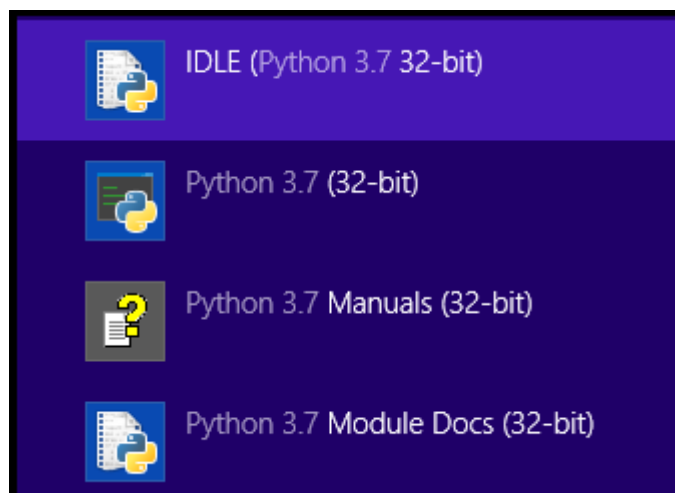 IDLE (Python 3.7 32-bit)
Python 3.7 (32-bit)
Python 3.7 Manuals (32-bit)
Python 3.7 Module Docs (32-bit)